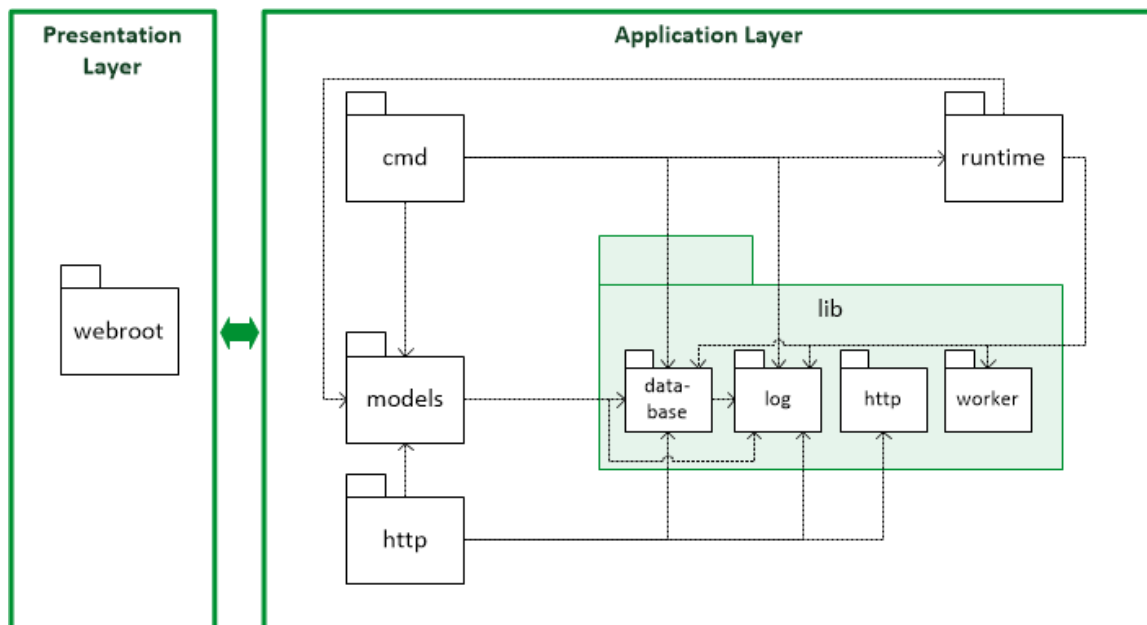 Presentation
Layer
Application Layer
cmd
runtime
webroot
lib
models
data-
base
log
http
worker
http